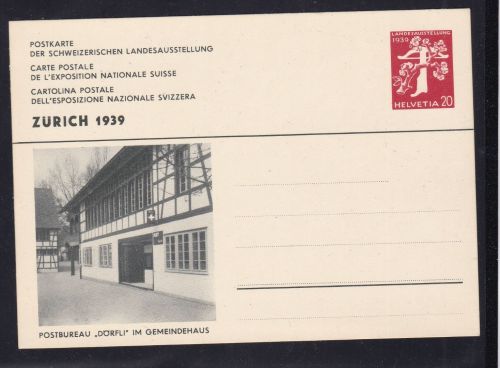 POSTKARTE
DER SCHWEIZERISCHEN LANDESAUSSTELLUNG
CARTE POSTALE
DE L'EXPOSITION NATIONALE SUISSE
CARTOLINA POSTALE
DELL'ESPOSIZIONE NAZIONALE SVIZZERA
ZÜRICH 1939
LANDESAUSSTELLUNG
1939
HELVETIA 20
POSTBUREAU „DÖRFLI" IM GEMEINDEHAUS